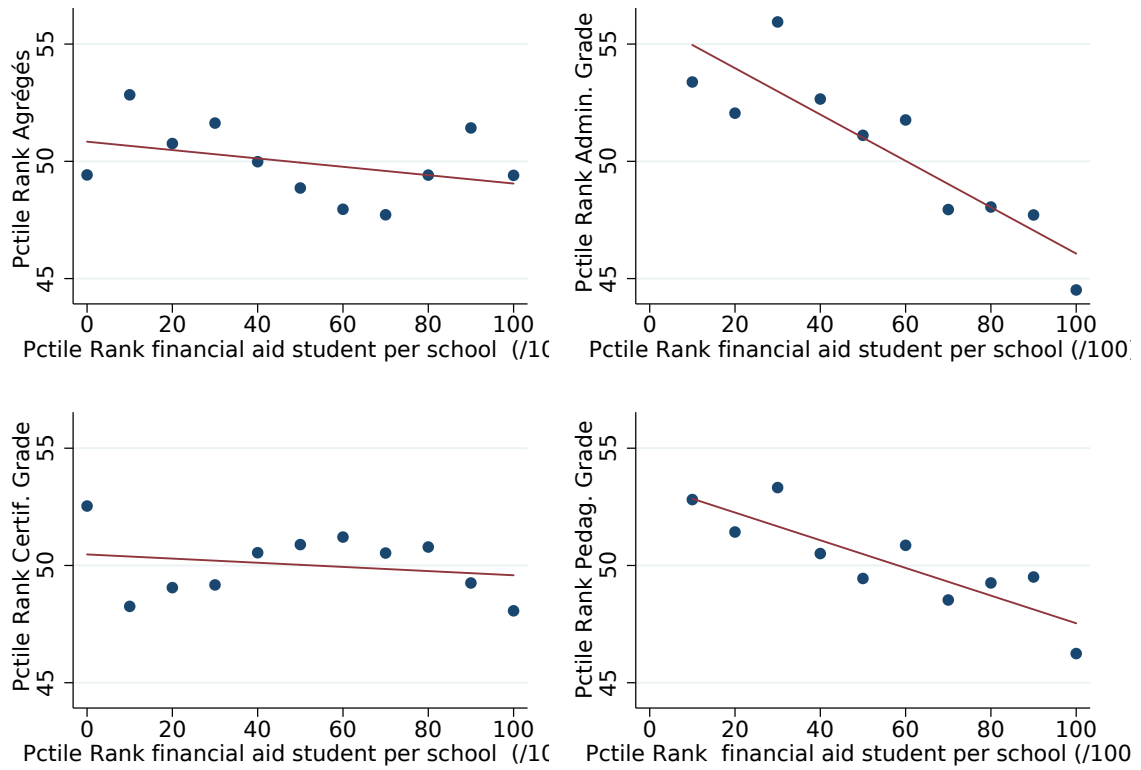 Pctile Rank Agrégés
55
50
45
0 20 40 60 80 100
Pctile Rank financial aid student per school (/10
Pctile Rank Admin. Grade
55
50
45
0 20 40 60 80 100
Pctile Rank financial aid student per school (/100)
Pctile Rank Certif. Grade
55
50
45
0 20 40 60 80 100
Pctile Rank financial aid student per school (/10
Pctile Rank Pedag. Grade
55
50
45
0 20 40 60 80 100
Pctile Rank financial aid student per school (/100